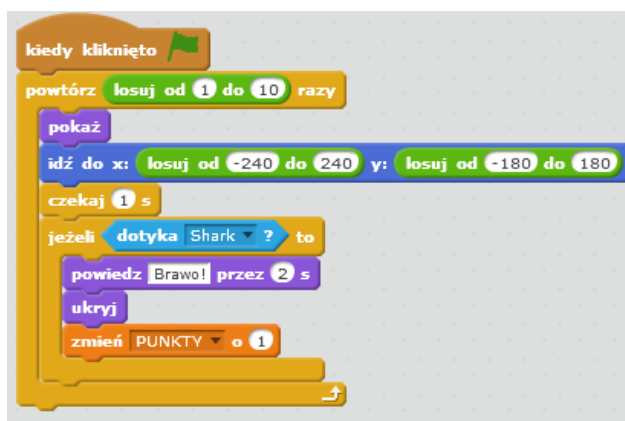 kiedy kliknięto
powtórz losuj od 1 do 10 razy
pokaż
idź do x: losuj od -240 do 240 y: losuj od -180 do 180
czekaj 1 s
jeżeli dotyka Shark ? to
powiedz Brawo! przez 2 s
ukryj
zmień PUNKTY o 1